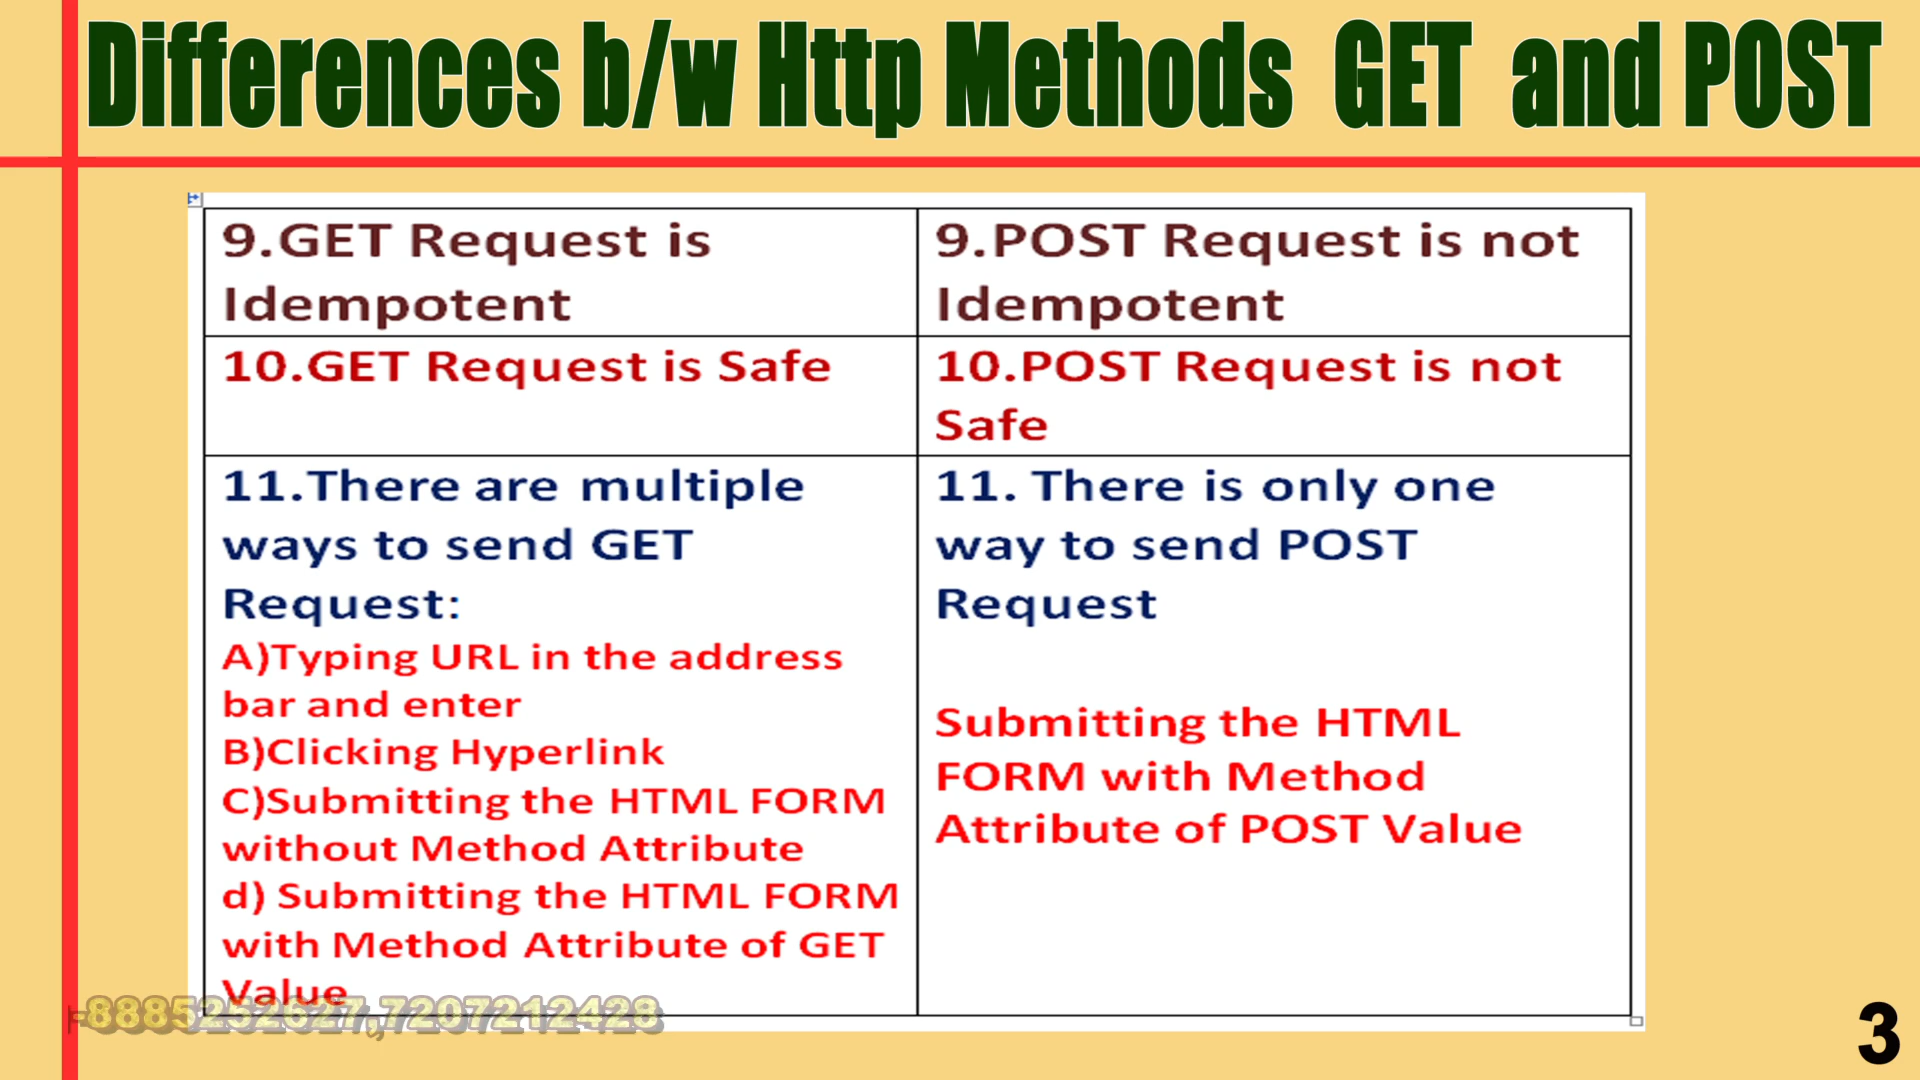 Differences b/w Http Methods GET and POST
9.GET Request is
Idempotent
9.POST Request is not
Idempotent
10.GET Request is Safe
10.POST Request is not
Safe
11.There are multiple
ways to send GET
Request:
A)Typing URL in the address
bar and enter
B)Clicking Hyperlink
C)Submitting the HTML FORM
without Method Attribute
d) Submitting the HTML FORM
with Method Attribute of GET
Value
11. There is only one
way to send POST
Request
Submitting the HTML
FORM with Method
Attribute of POST Value
-8885252627,7207212428
3